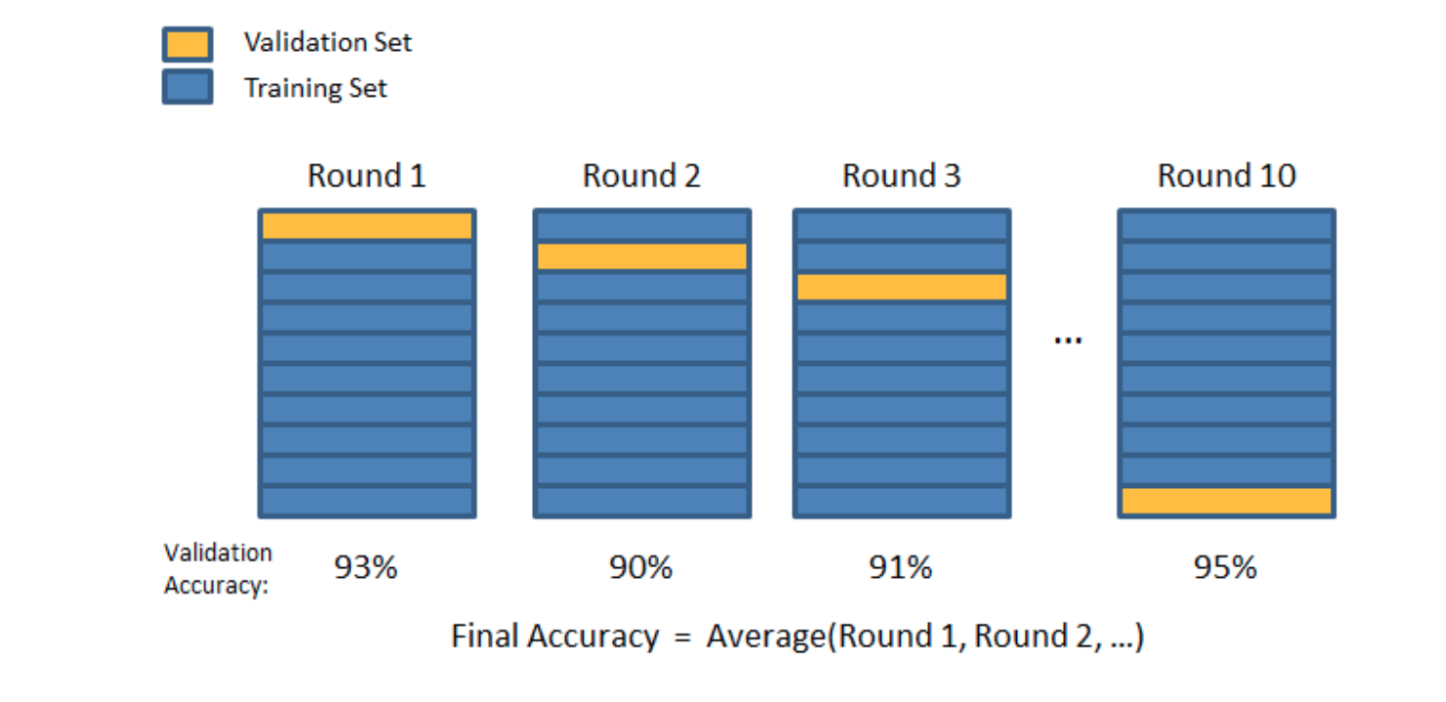 Validation Set
Training Set
Round 1
Round 2
Round 3
Round 10
...
Validation
Accuracy:
93%
90%
91%
95%
Final Accuracy = Average(Round 1, Round 2, ...)